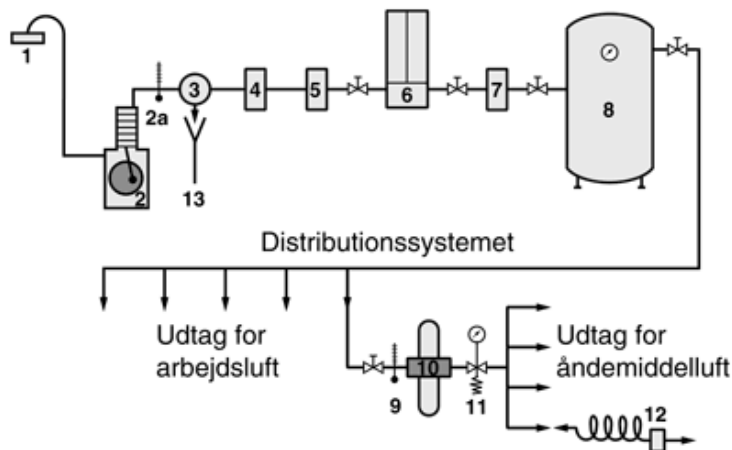 1
2
2a
3
4
5
6
7
8
13
Distributionssystemet
Udtag for
arbejdsluft
Udtag for
åndemiddelluft
9
10
11
12